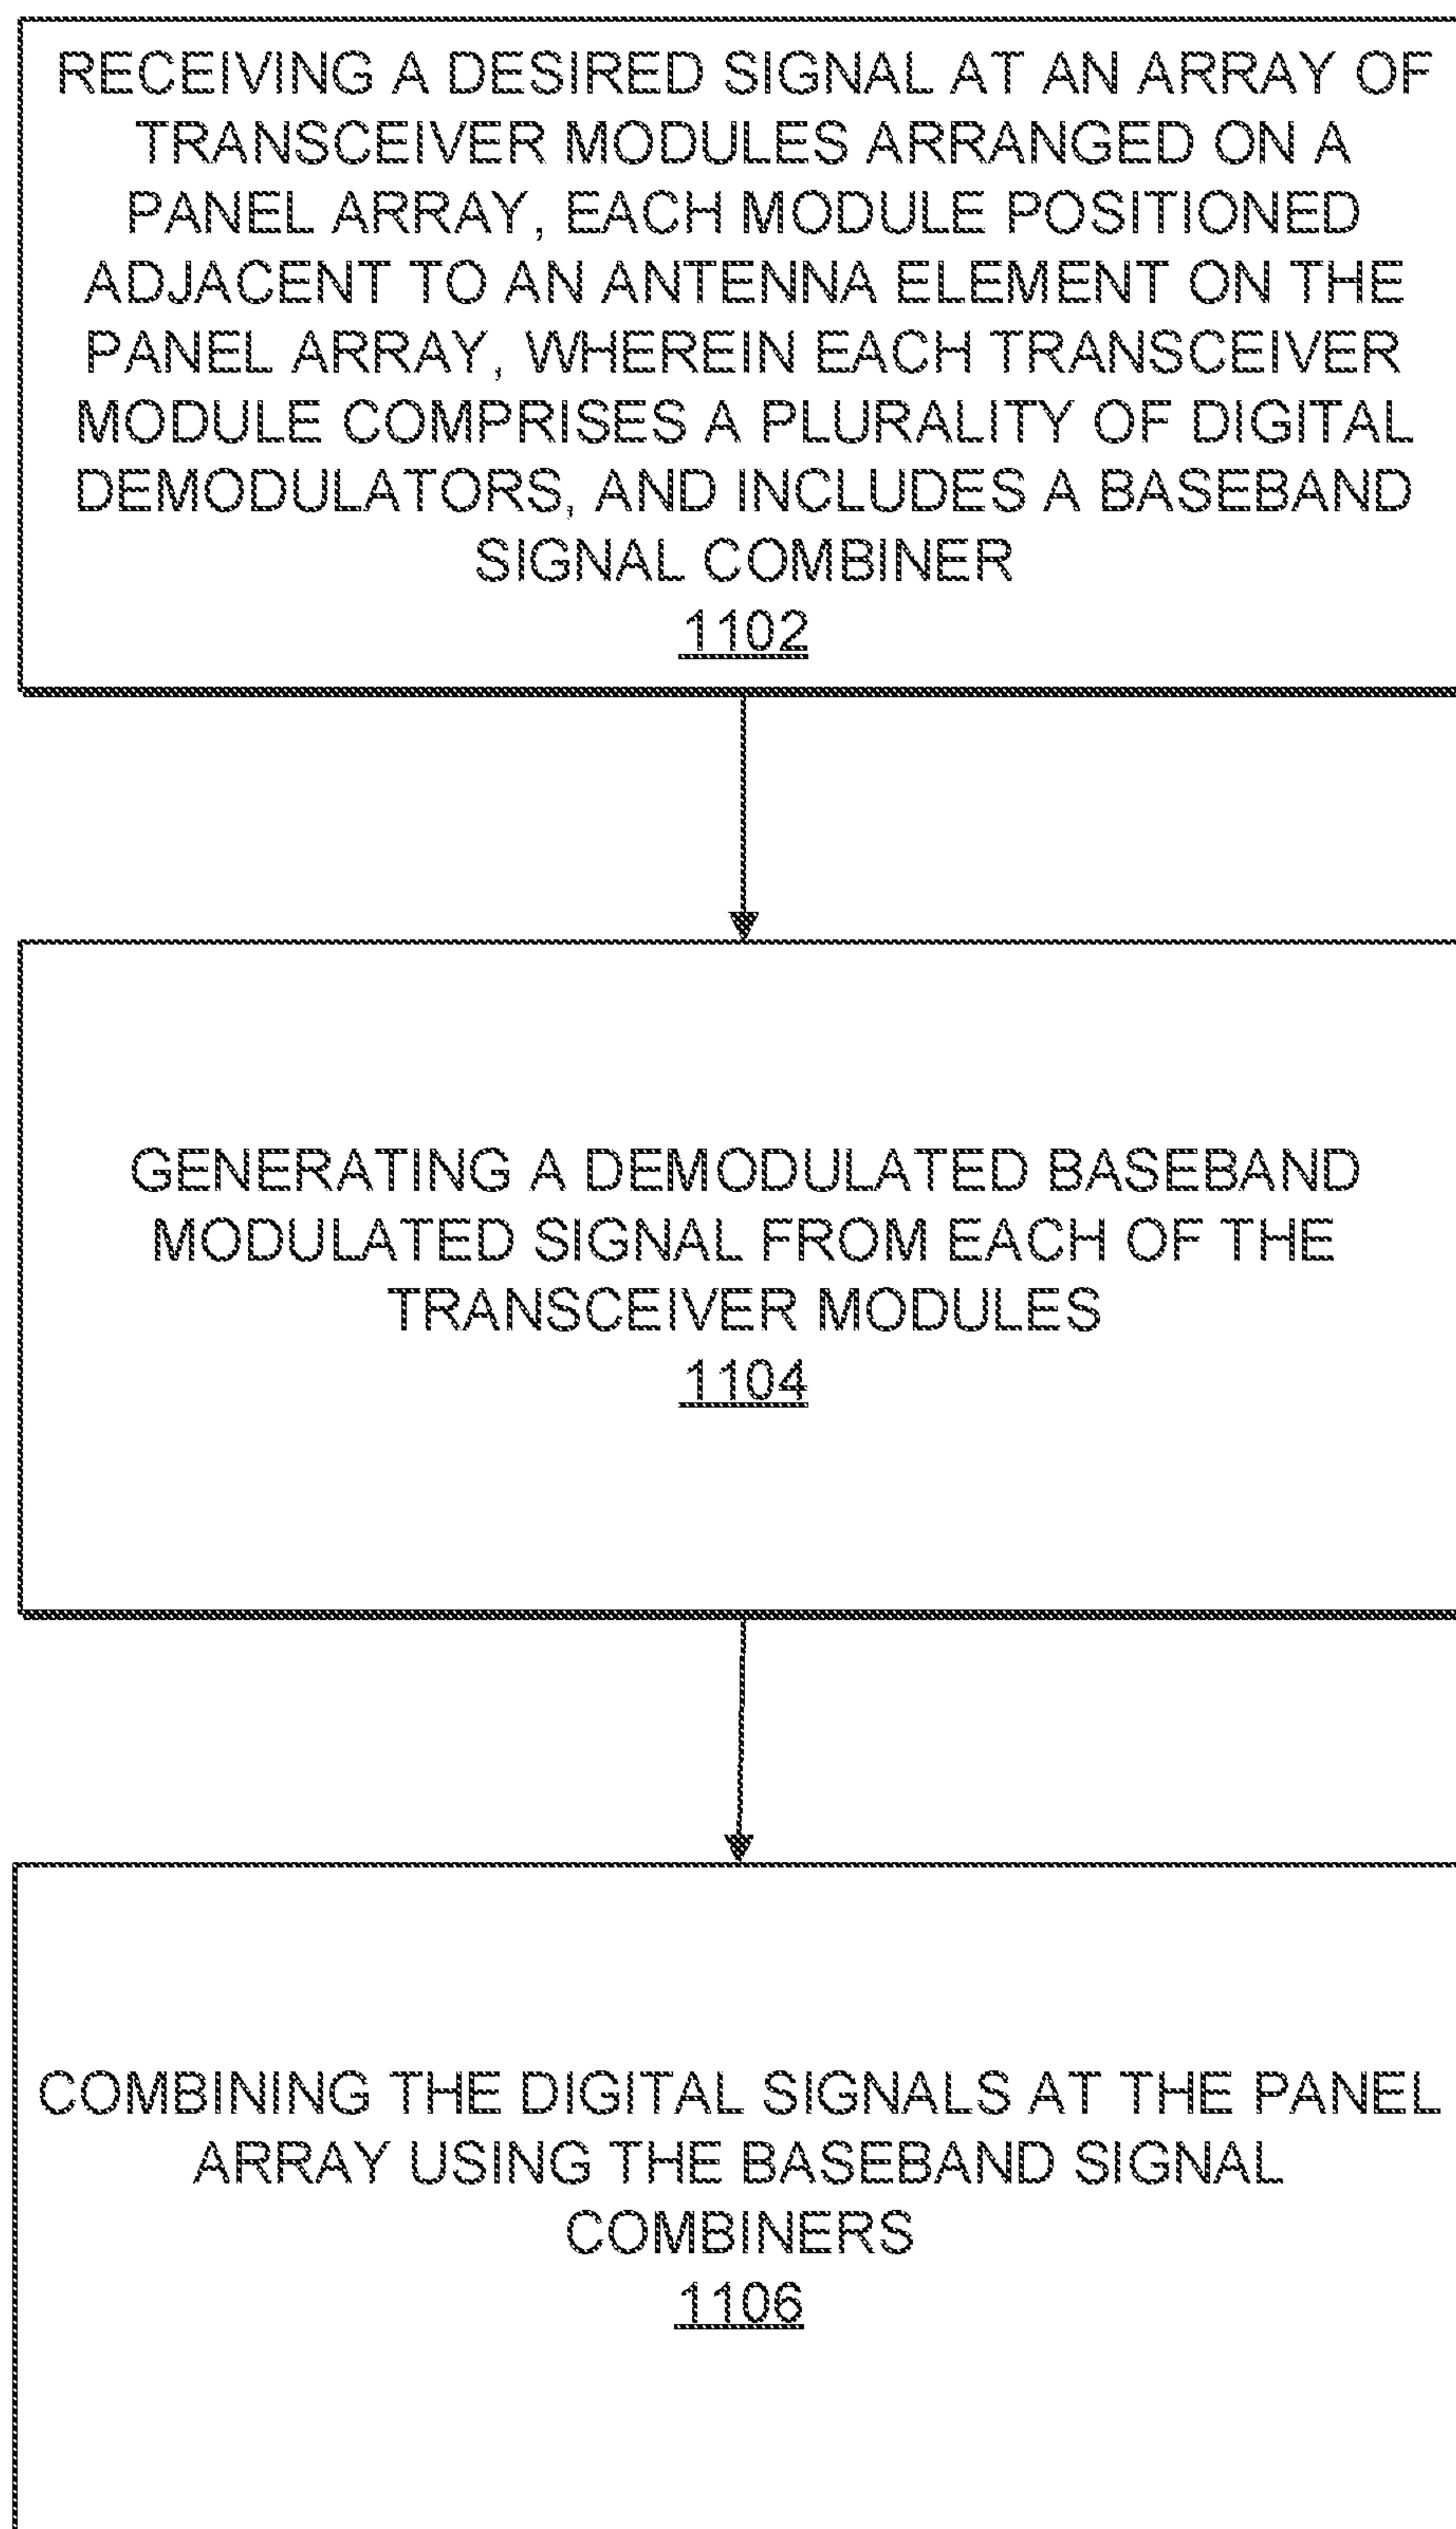 RECEIVING A DESIRED SIGNAL AT AN ARRAY OF
TRANSCEIVER MODULES ARRANGED ON A
PANEL ARRAY, EACH MODULE POSITIONED
ADJACENT TO AN ANTENNA ELEMENT ON THE
PANEL ARRAY, WHEREIN EACH TRANSCEIVER
MODULE COMPRISES A PLURALITY OF DIGITAL
DEMODULATORS, AND INCLUDES A BASEBAND
SIGNAL COMBINER
1102
GENERATING A DEMODULATED BASEBAND
MODULATED SIGNAL FROM EACH OF THE
TRANSCEIVER MODULES
1104
COMBINING THE DIGITAL SIGNALS AT THE PANEL
ARRAY USING THE BASEBAND SIGNAL
COMBINERS
1106